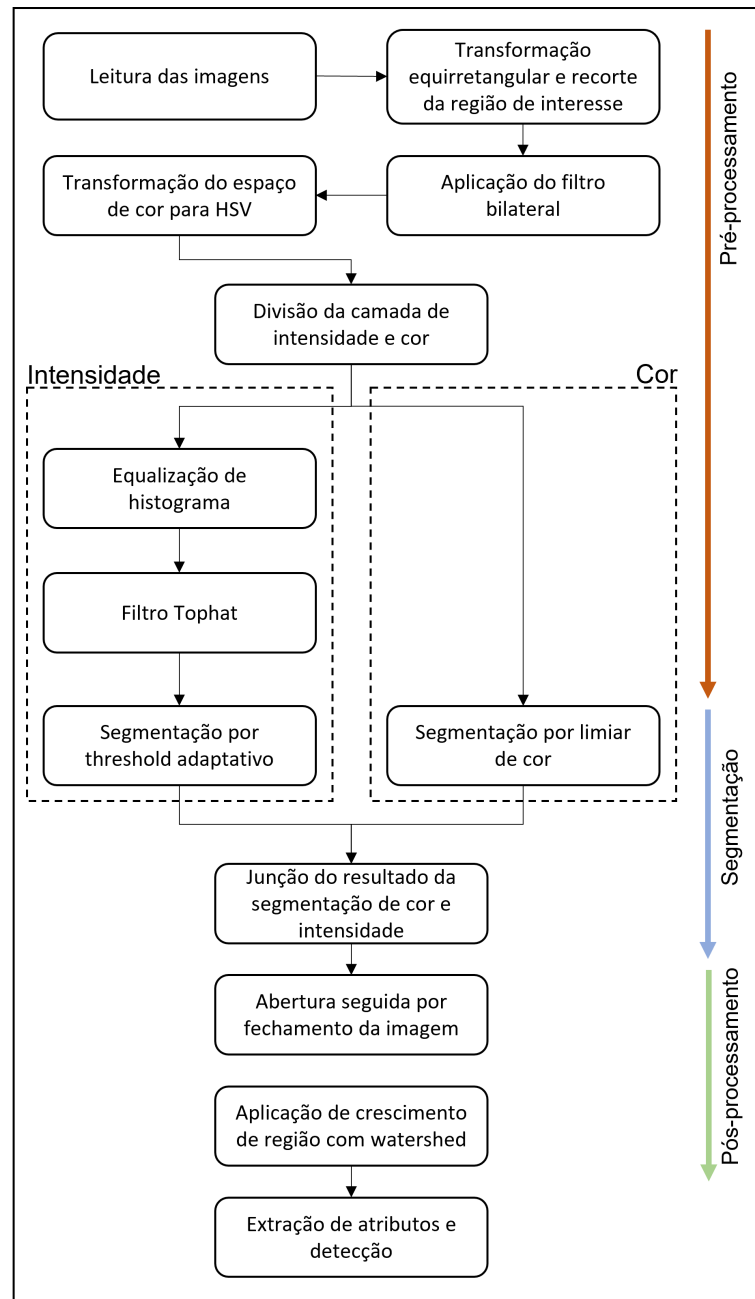 Leitura das imagens
Transformação
equirretangular e recorte
da região de interesse
Transformação do espaço
de cor para HSV
Aplicação do filtro
bilateral
Divisão da camada de
intensidade e cor
Pré-processamento
Intensidade
Cor
Equalização de
histograma
Filtro Tophat
Segmentação por
threshold adaptativo
Segmentação por limiar
de cor
Segmentação
Junção do resultado da
segmentação de cor e
intensidade
Abertura seguida por
fechamento da imagem
Aplicação de crescimento
de região com watershed
Extração de atributos e
detecção
Pós-processamento